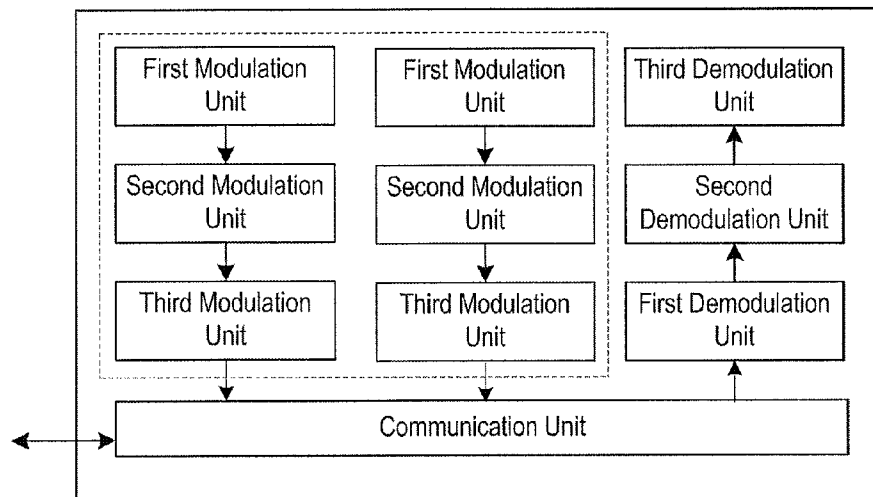 First Modulation
Unit
First Modulation
Unit
Third Demodulation
Unit
Second Modulation
Unit
Second Modulation
Unit
Second
Demodulation Unit
Third Modulation
Unit
Third Modulation
Unit
First Demodulation
Unit
Communication Unit